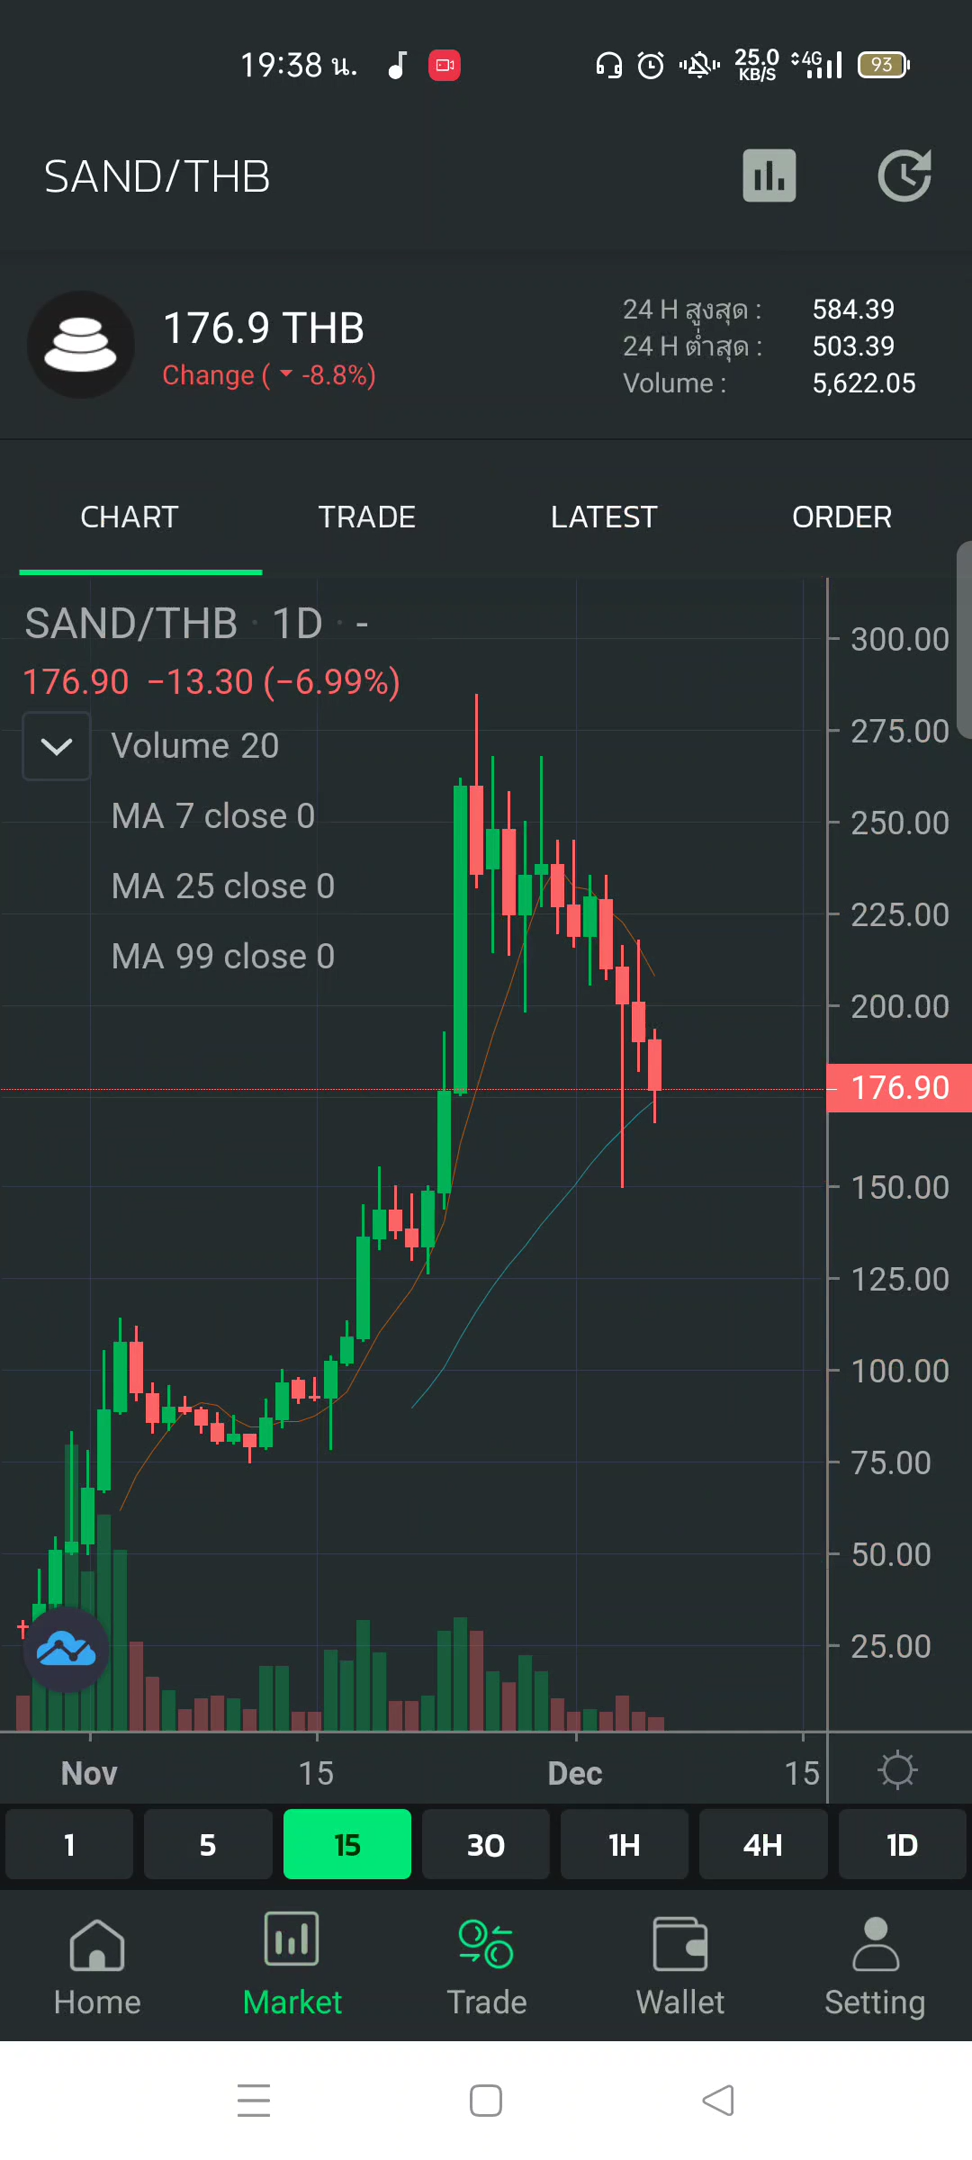 19:38 น.
25.0
KB/S
4G
93
SAND/THB
176.9 THB
Change ( -8.8%)
24 H สูงสุด : 584.39
24 H ต่ำสุด : 503.39
Volume : 5,622.05
CHART TRADE LATEST ORDER
SAND/THB · 1D · -
176.90 −13.30 (−6.99%)
Volume 20
MA 7 close 0
MA 25 close 0
MA 99 close 0
300.00
275.00
250.00
225.00
200.00
176.90
150.00
125.00
100.00
75.00
50.00
25.00
Nov 15 Dec 15
1 5 15 30 1H 4H 1D
Home Market Trade Wallet Setting